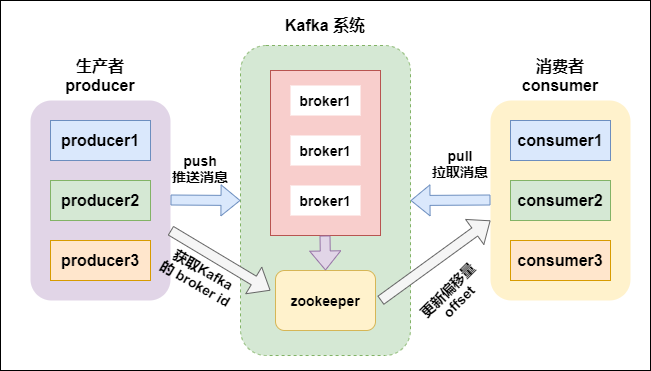 Kafka 系统
生产者
producer
producer1
producer2
producer3
push
推送消息
获取Kafka
的 broker id
broker1
broker1
broker1
zookeeper
pull
拉取消息
更新偏移量
offset
消费者
consumer
consumer1
consumer2
consumer3